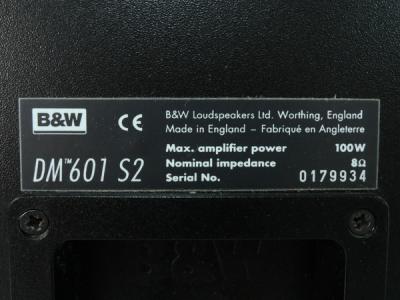 B&W
CE
B&W Loudspeakers Ltd. Worthing, England
Made in England – Fabriqué en Angleterre
DM™601 S2
Max. amplifier power 100W
Nominal impedance 8Ω
Serial No. 0179934
B&W